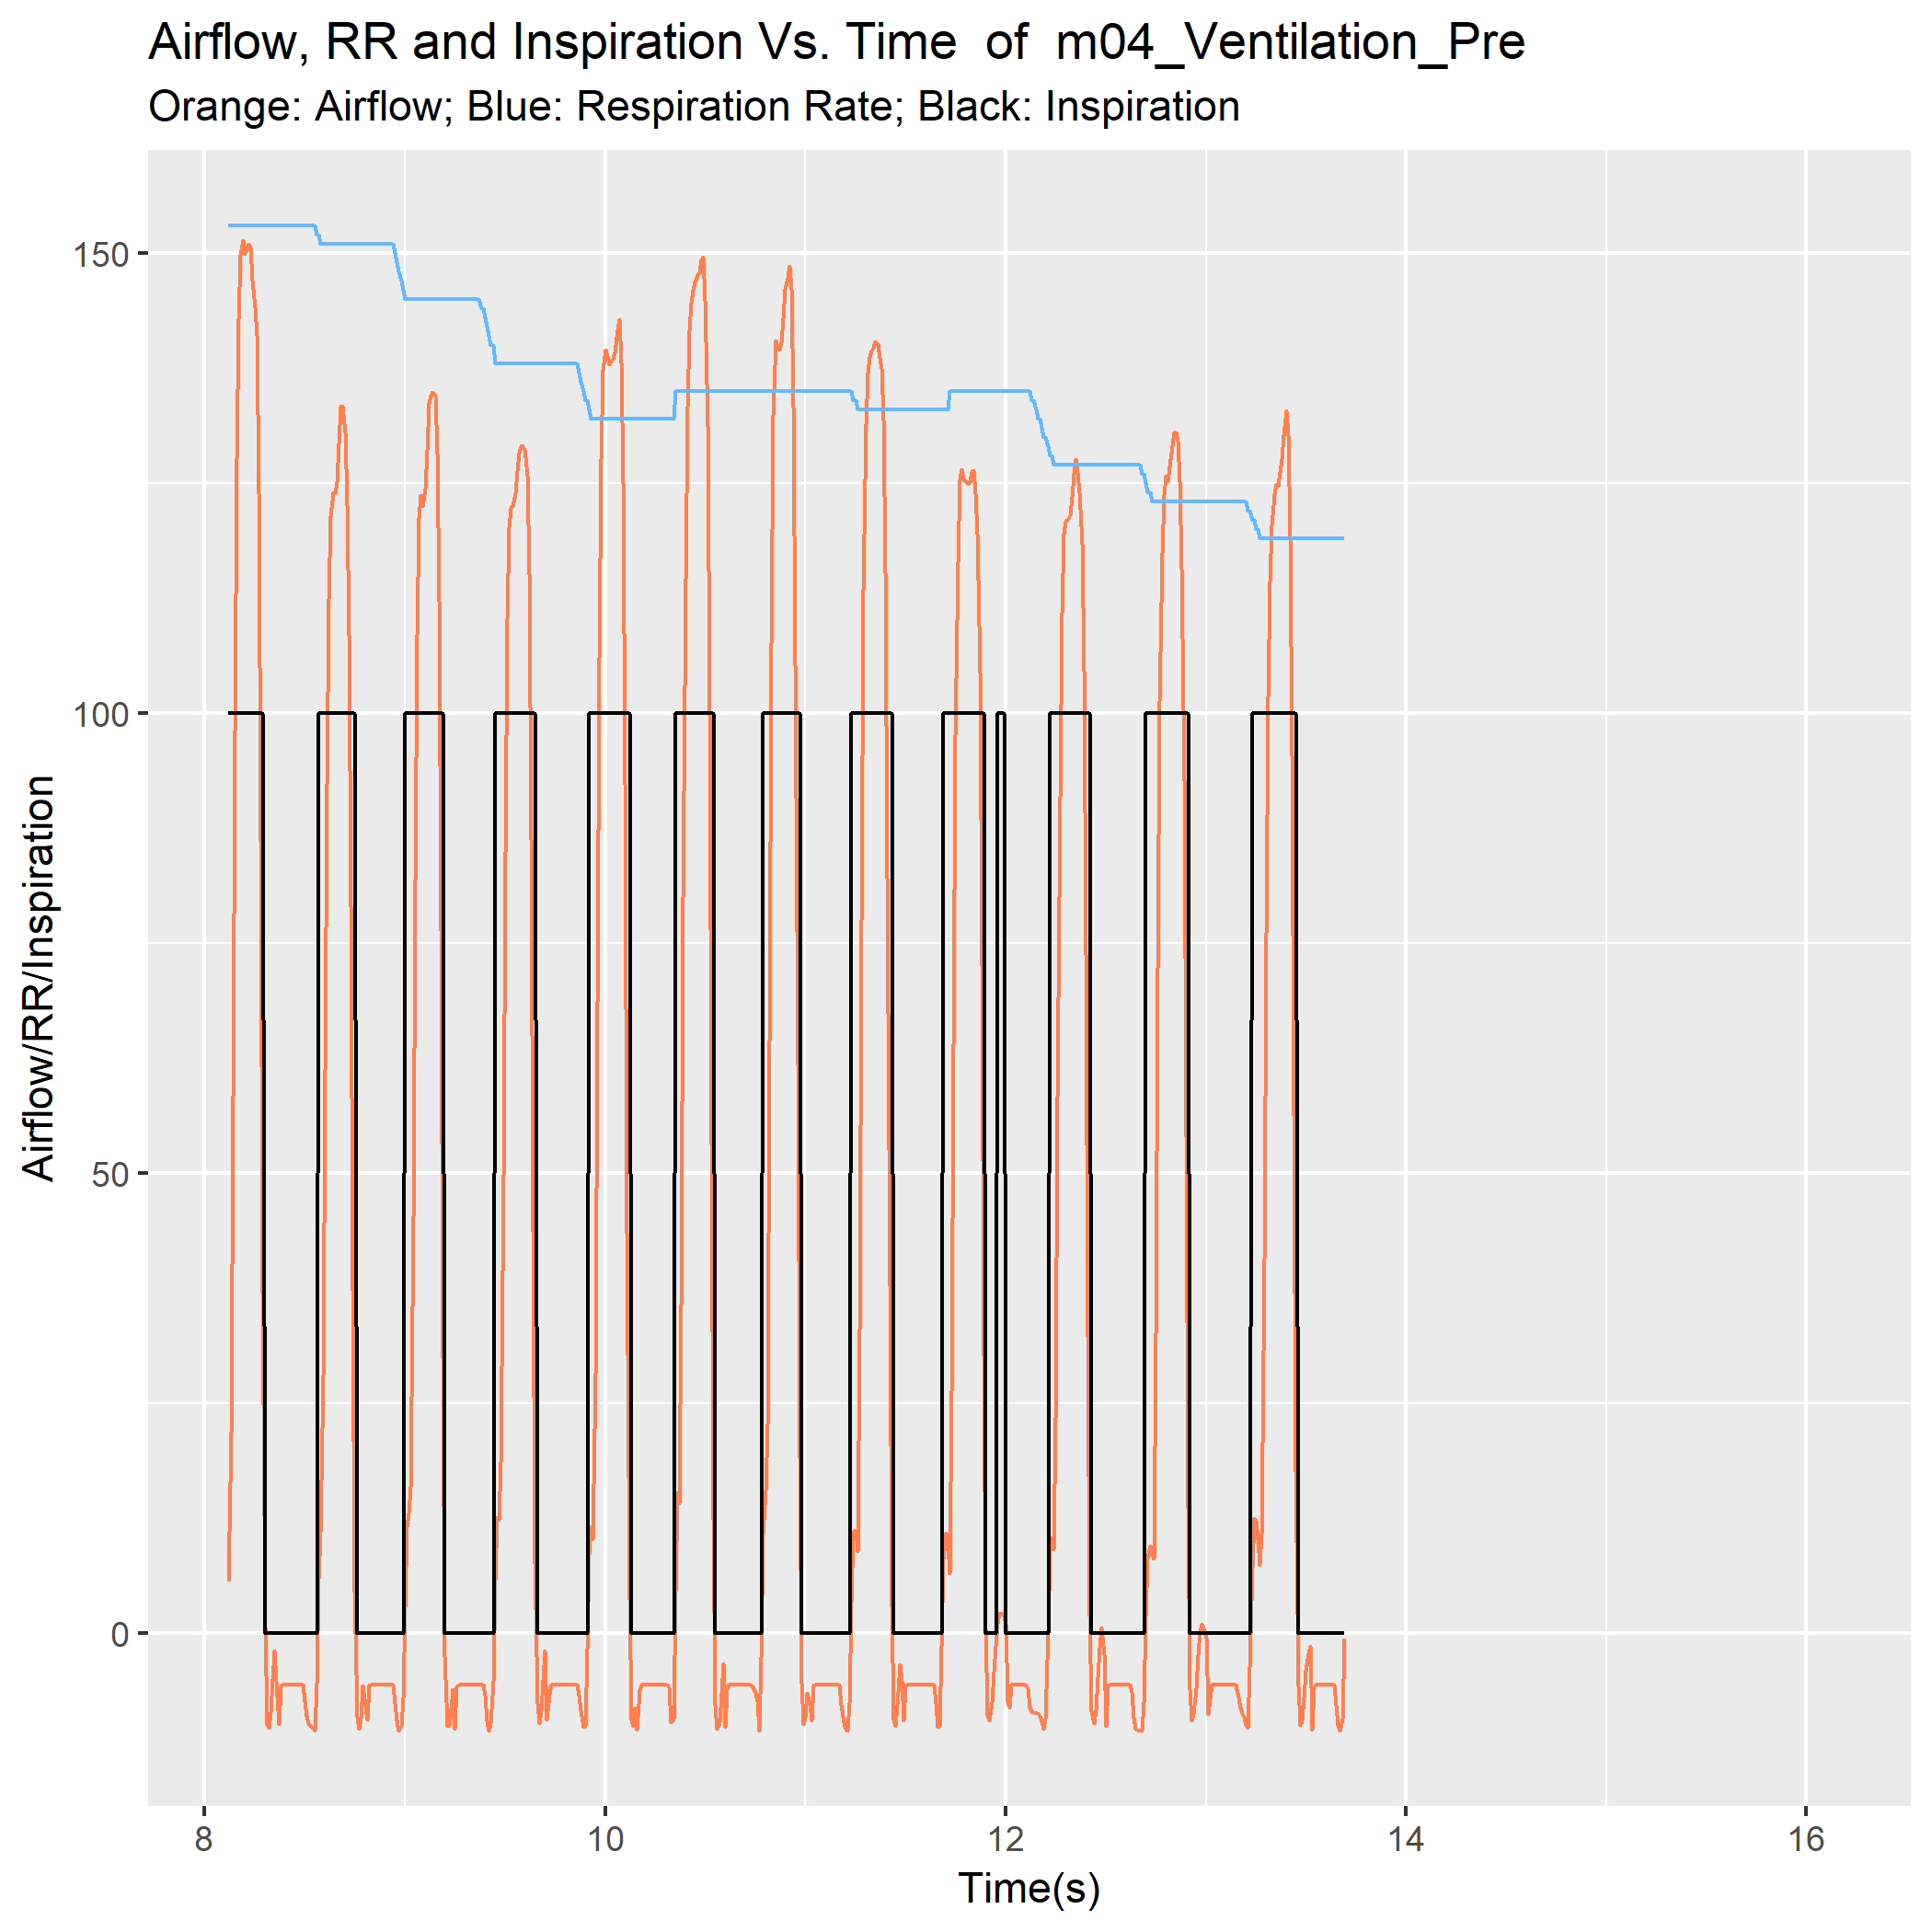 Airflow, RR and Inspiration Vs. Time  of  m04_Ventilation_Pre
Orange: Airflow; Blue: Respiration Rate; Black: Inspiration
Airflow/RR/Inspiration
150
100
50
0
8
10
12
14
16
Time(s)